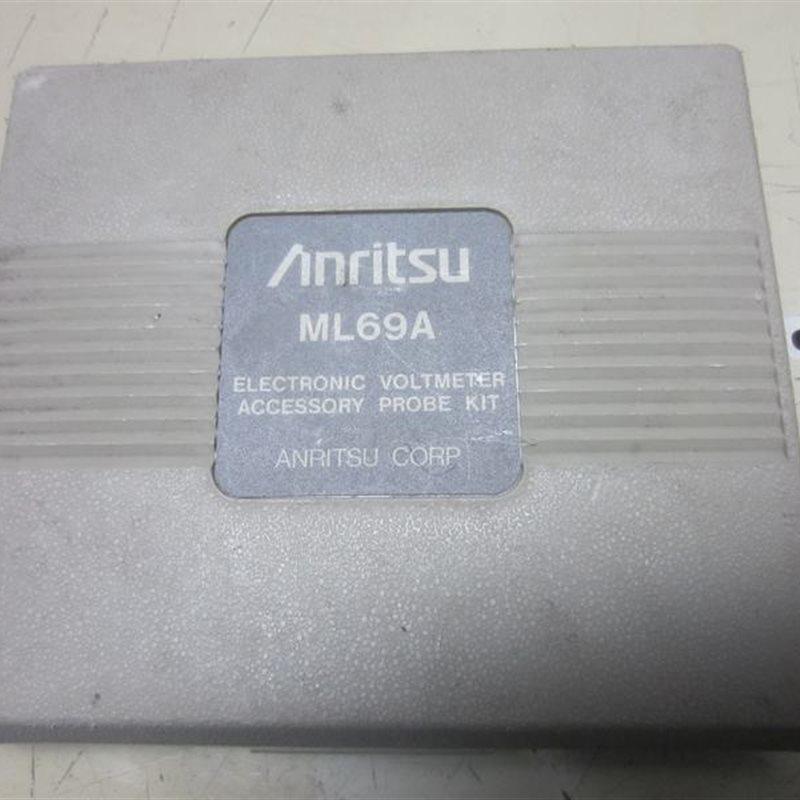 Anritsu
ML69A
ELECTRONIC VOLTMETER
ACCESSORY PROBE KIT
ANRITSU CORP